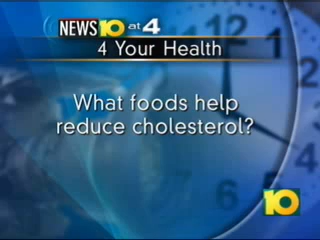 NEWS 10 at 4
4 Your Health
What foods help
reduce cholesterol?
10